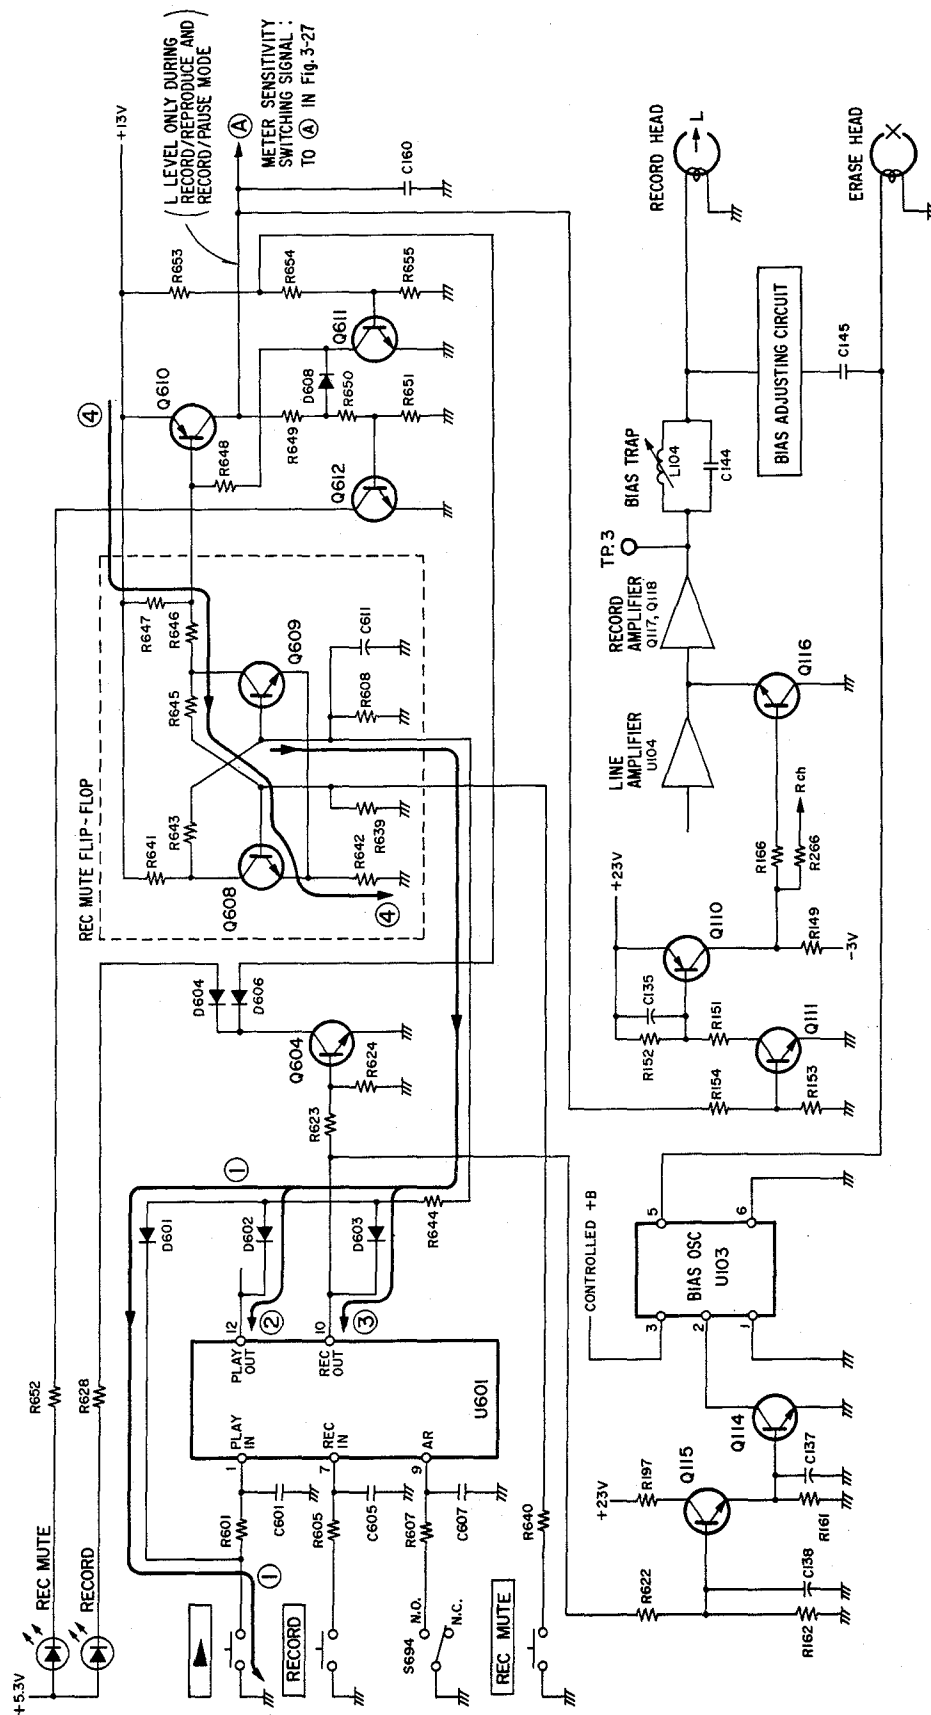 +5.3V
REC MUTE
RECORD
R652
R628
RECORD
S694
N.O.
N.C.
REC MUTE
R601
C601
R605
C605
R607
C607
R640
1
PLAY
IN
7
REC
IN
9
AR
U601
12
PLAY
OUT
10
REC
OUT
①
①
②
③
D601
D602
D603
R644
R623
R624
Q604
D604
D606
REC MUTE FLIP-FLOP
R641
R643
Q608
R642
R639
④
R645
R646
R647
Q609
R608
C611
④
+13V
Q610
R648
Q612
R649
D608
R650
R651
Q611
R653
R654
R655
L LEVEL ONLY DURING
RECORD/REPRODUCE AND
RECORD/PAUSE MODE
Ⓐ
METER SENSITIVITY
SWITCHING SIGNAL :
TO Ⓐ IN Fig. 3-27
C160
+23V
R197
R622
Q115
R162
C138
R161
C137
Q114
CONTROLLED +B
3
2
1
BIAS OSC
U103
5
6
R154
R153
R152
C135
R151
Q111
+23V
Q110
R149
-3V
R166
R266
Rch
Q116
LINE
AMPLIFIER
U104
RECORD
AMPLIFIER
Q117, Q118
TP.3
BIAS TRAP
L104
C144
BIAS ADJUSTING CIRCUIT
C145
RECORD HEAD
L
ERASE HEAD